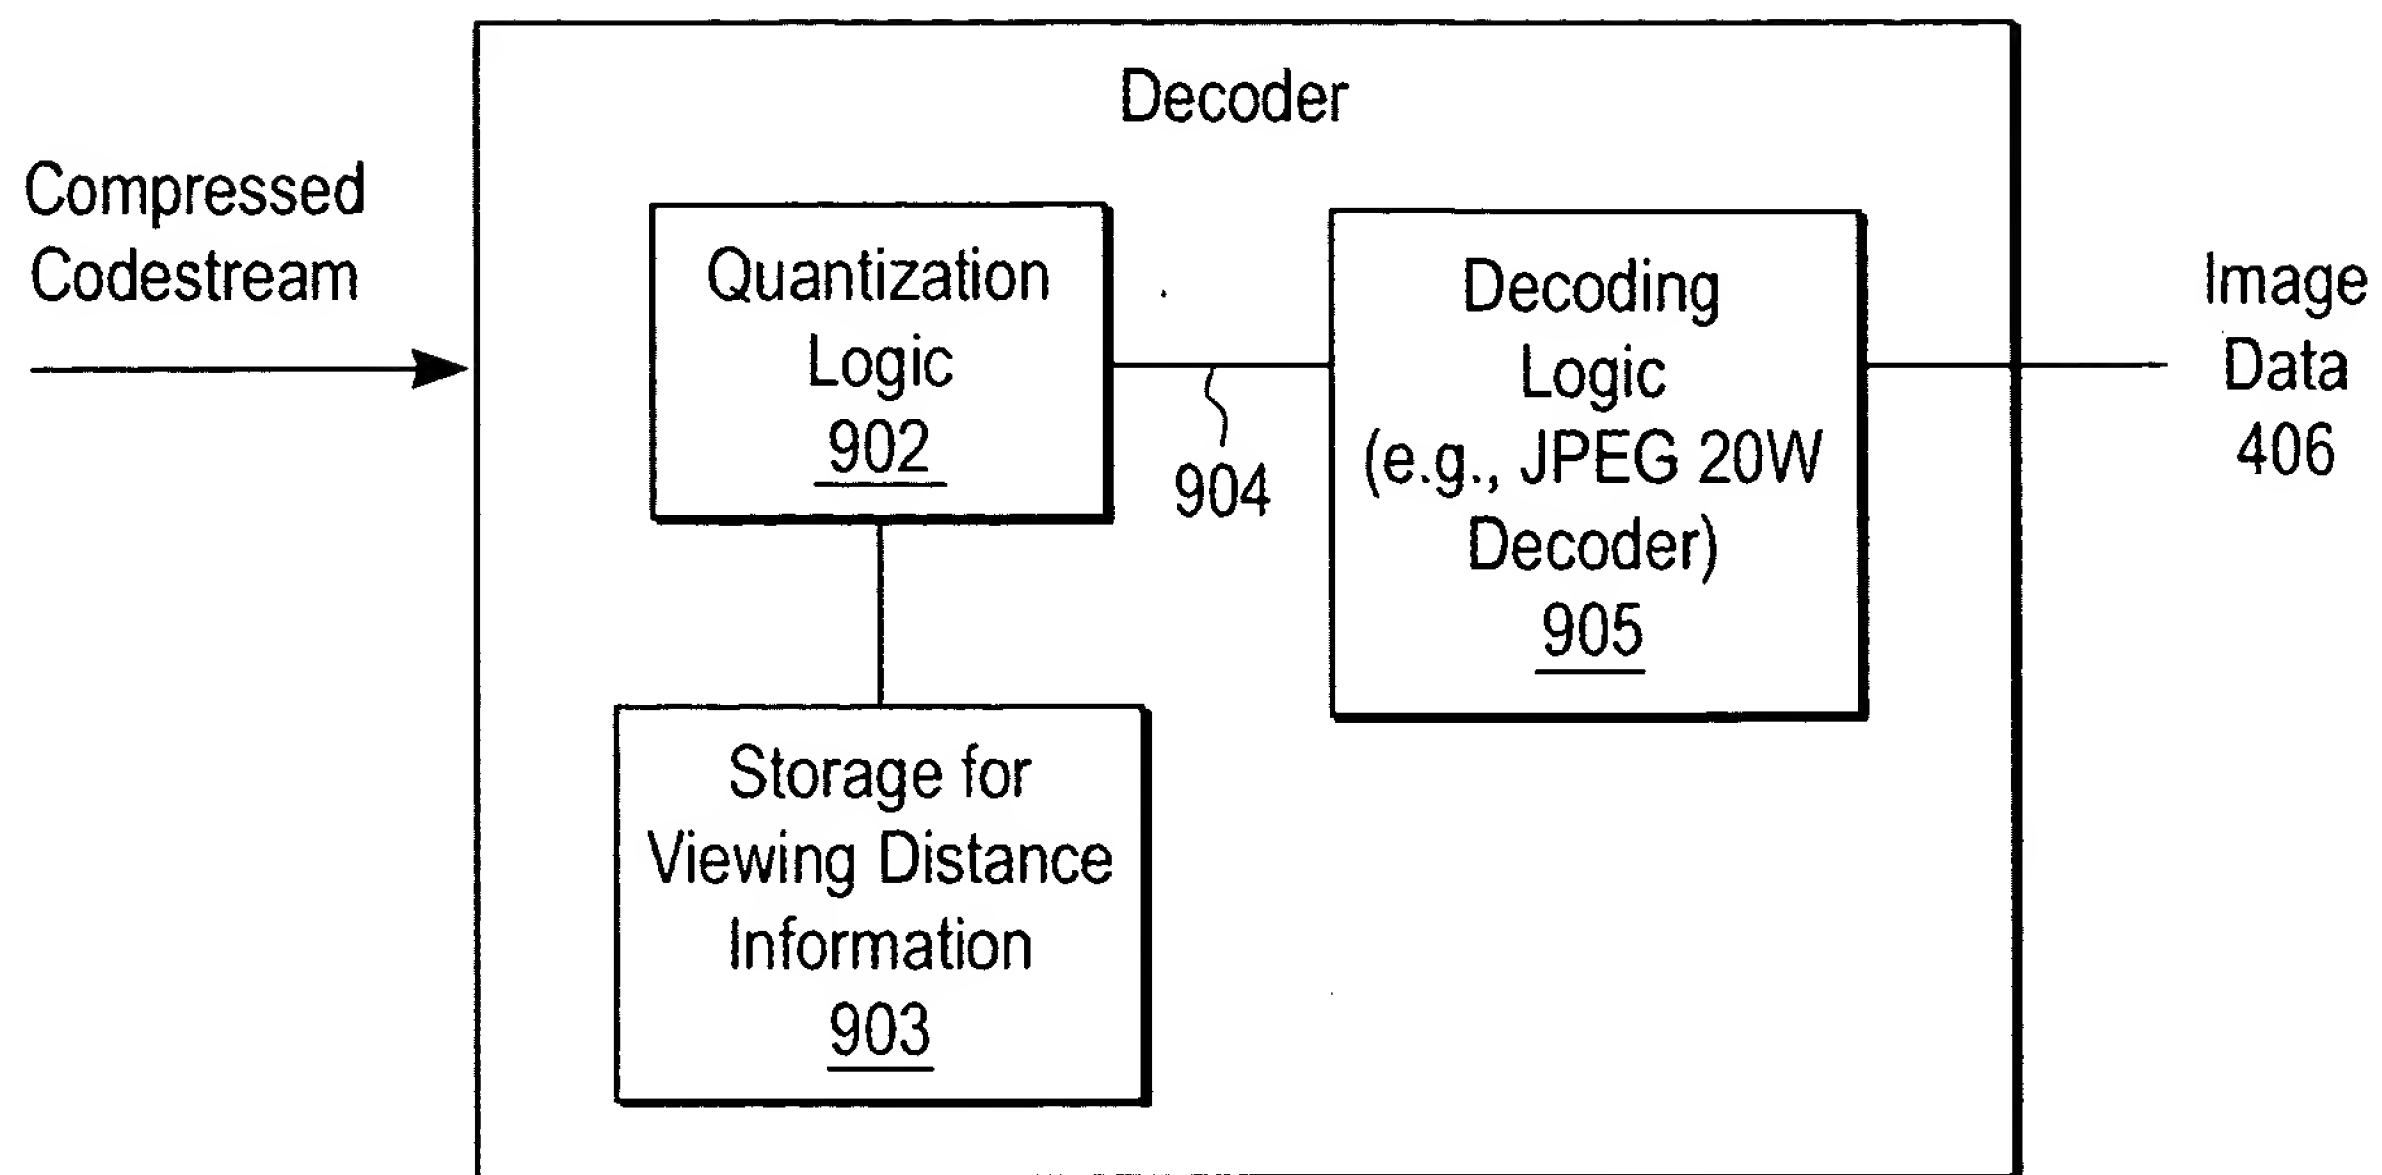 Decoder
Compressed
Codestream
Quantization
Logic
902
904
Decoding
Logic
(e.g., JPEG 20W
Decoder)
905
Image
Data
406
Storage for
Viewing Distance
Information
903